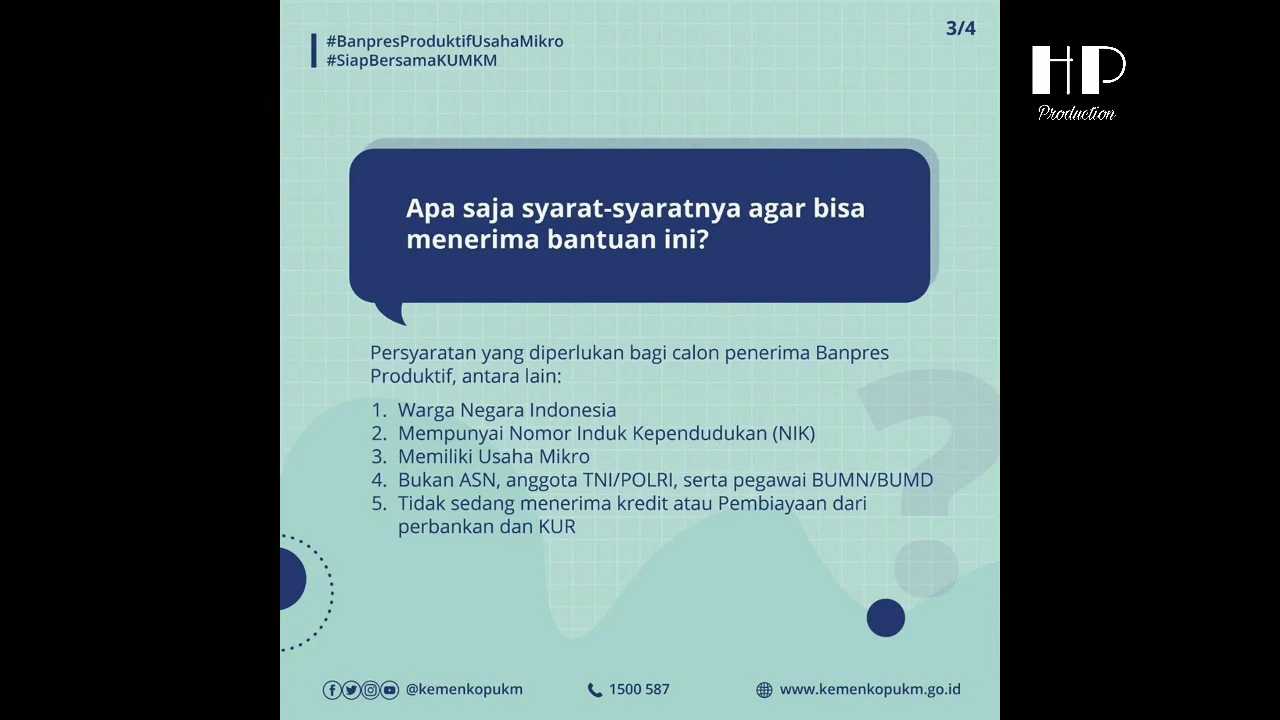 #BanpresProduktifUsahaMikro
#SiapBersamaKUMKM
3/4
HP
Production
Apa saja syarat-syaratnya agar bisa
menerima bantuan ini?
Persyaratan yang diperlukan bagi calon penerima Banpres
Produktif, antara lain:
1. Warga Negara Indonesia
2. Mempunyai Nomor Induk Kependudukan (NIK)
3. Memiliki Usaha Mikro
4. Bukan ASN, anggota TNI/POLRI, serta pegawai BUMN/BUMD
5. Tidak sedang menerima kredit atau Pembiayaan dari
perbankan dan KUR
?
@kemenkopukm
1500 587
www.kemenkopukm.go.id